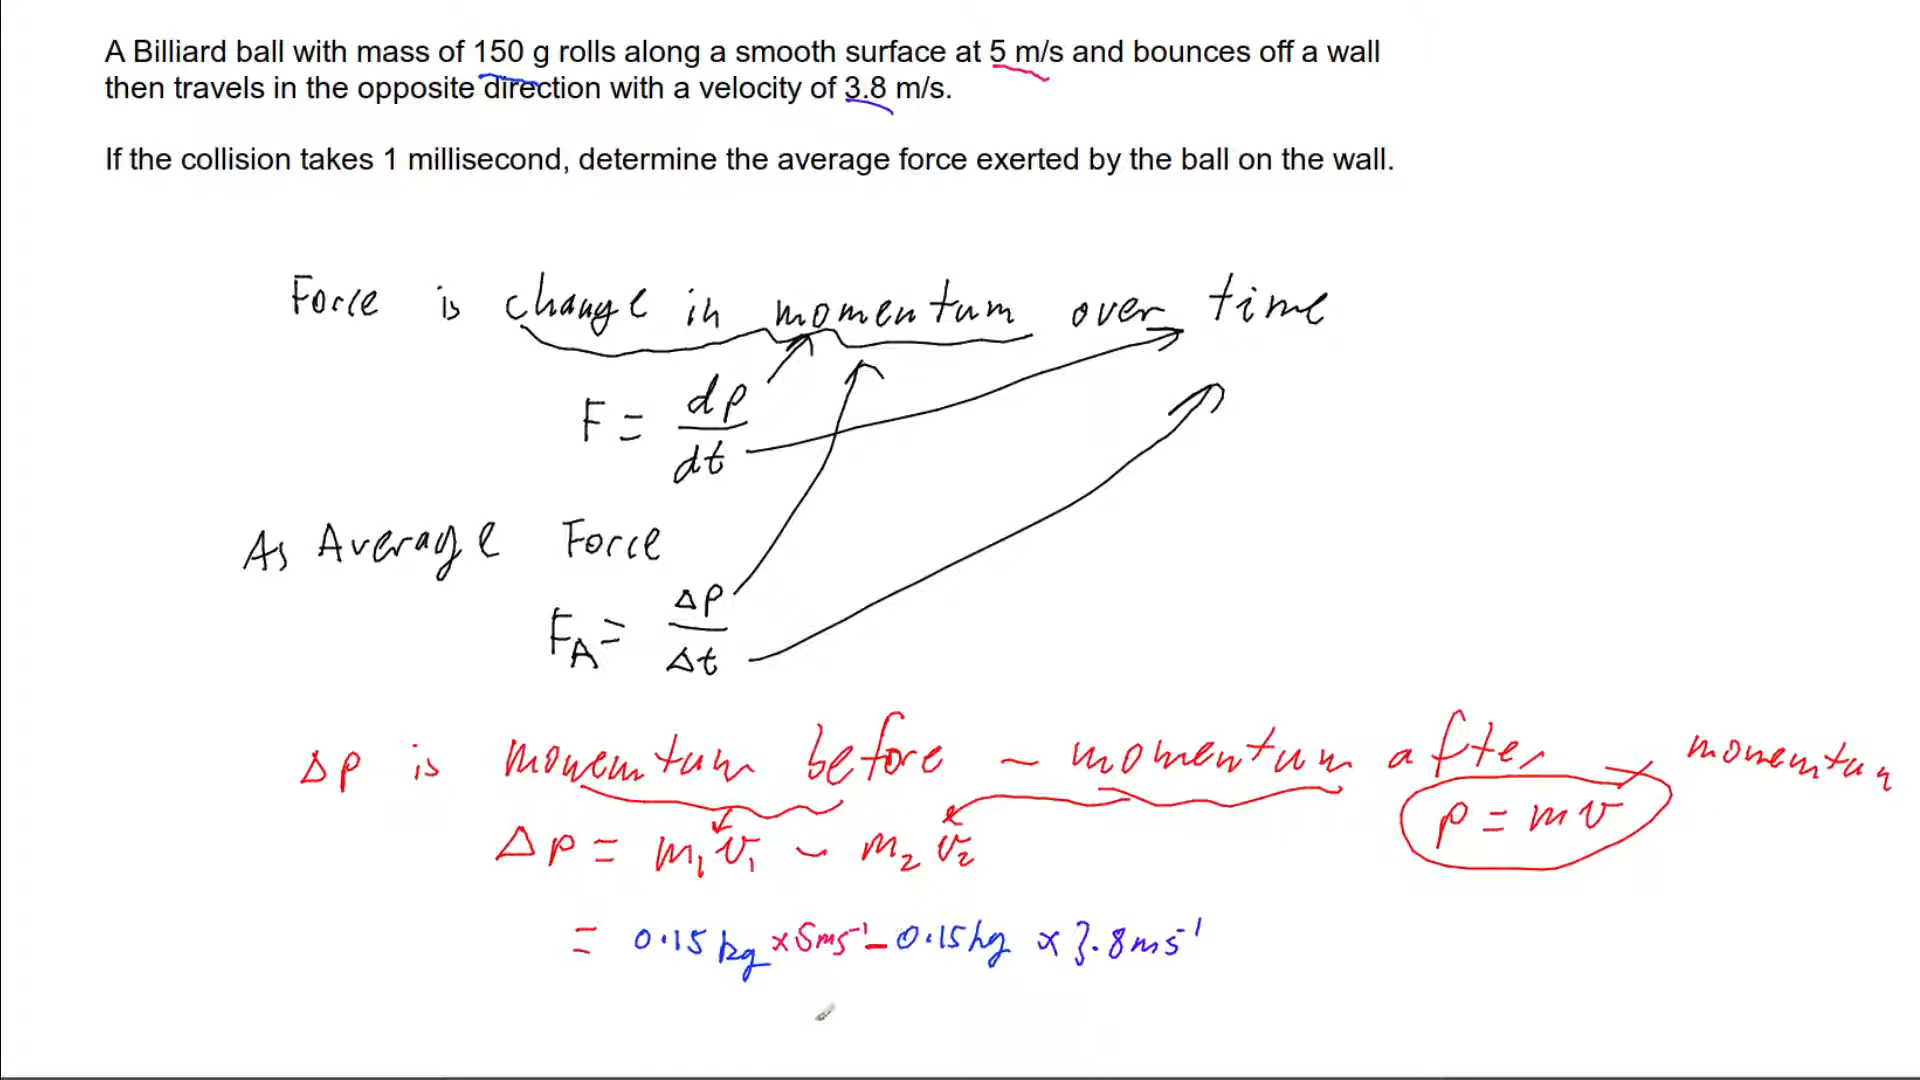 A Billiard ball with mass of 150 g rolls along a smooth surface at 5 m/s and bounces off a wall
then travels in the opposite direction with a velocity of 3.8 m/s.
If the collision takes 1 millisecond, determine the average force exerted by the ball on the wall.
Force is change in momentum over time
F = dp/dt
As Average Force
F_A = Δp/Δt
Δp is momentum before - momentum after → momentum
Δp = m₁v₁ - m₂v₂ p = mv
= 0.15 kg × 5ms⁻¹ - 0.15 kg × 3.8ms⁻¹